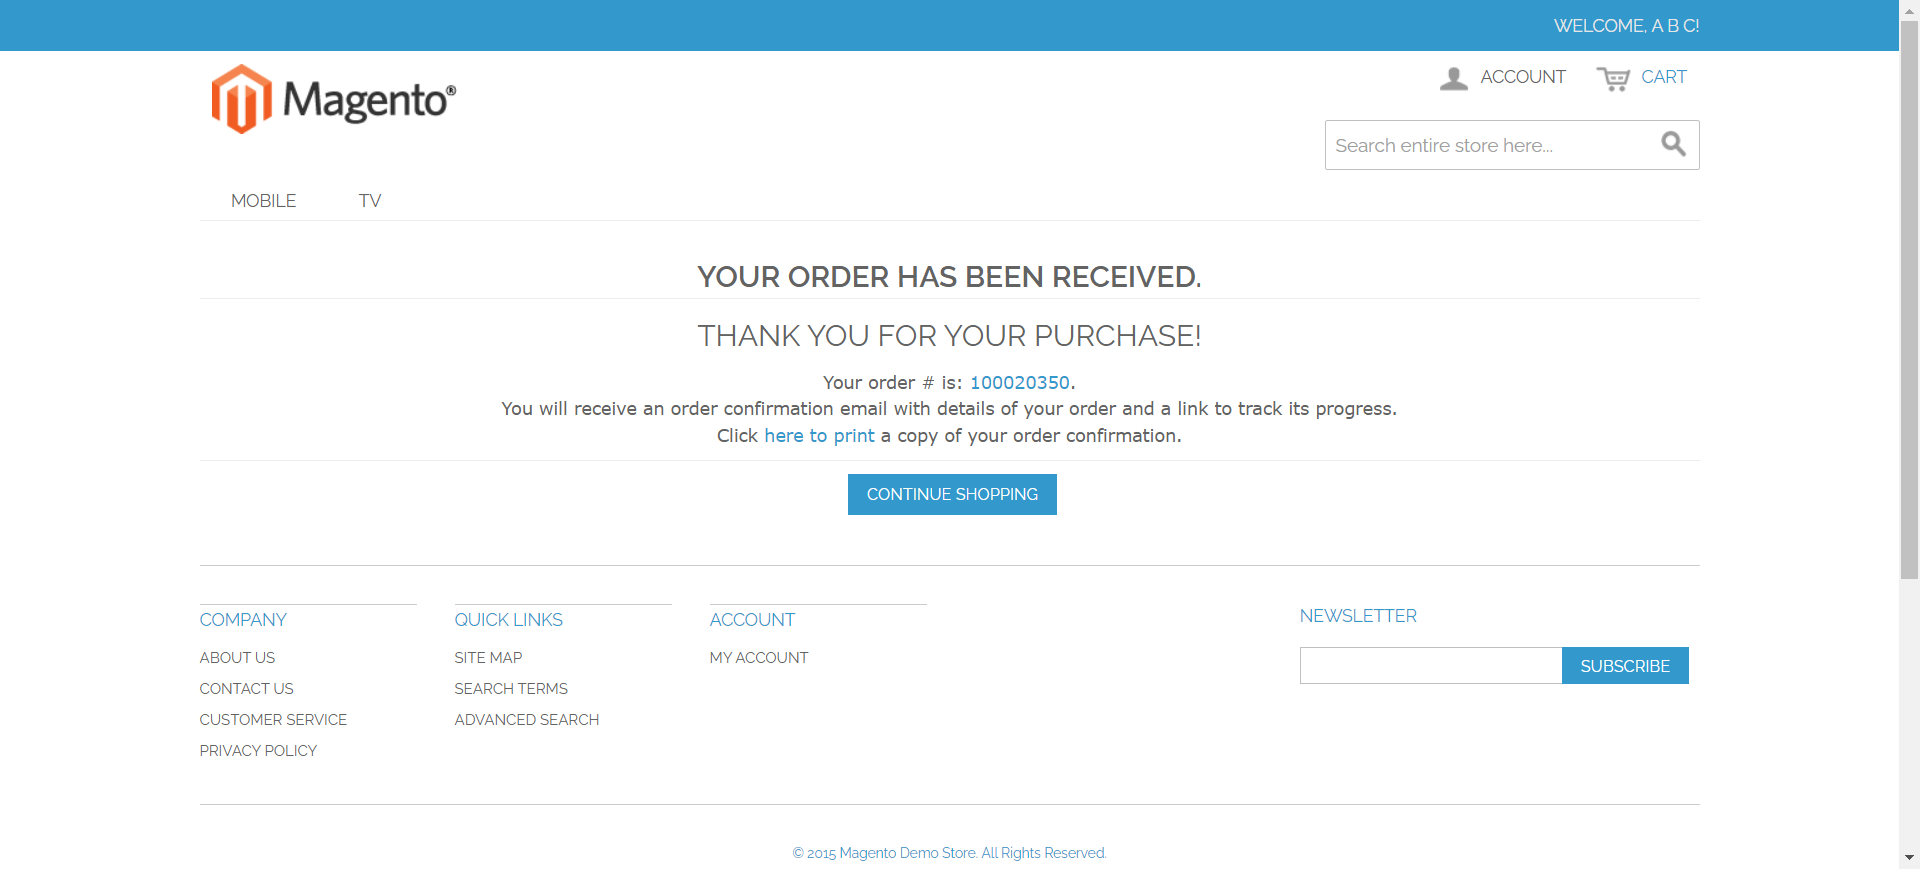 WELCOME, A B C!
Magento®
ACCOUNT
CART
Search entire store here...
MOBILE
TV
YOUR ORDER HAS BEEN RECEIVED.
THANK YOU FOR YOUR PURCHASE!
Your order # is: 100020350.
You will receive an order confirmation email with details of your order and a link to track its progress.
Click here to print a copy of your order confirmation.
CONTINUE SHOPPING
COMPANY
ABOUT US
CONTACT US
CUSTOMER SERVICE
PRIVACY POLICY
QUICK LINKS
SITE MAP
SEARCH TERMS
ADVANCED SEARCH
ACCOUNT
MY ACCOUNT
NEWSLETTER
SUBSCRIBE
© 2015 Magento Demo Store. All Rights Reserved.